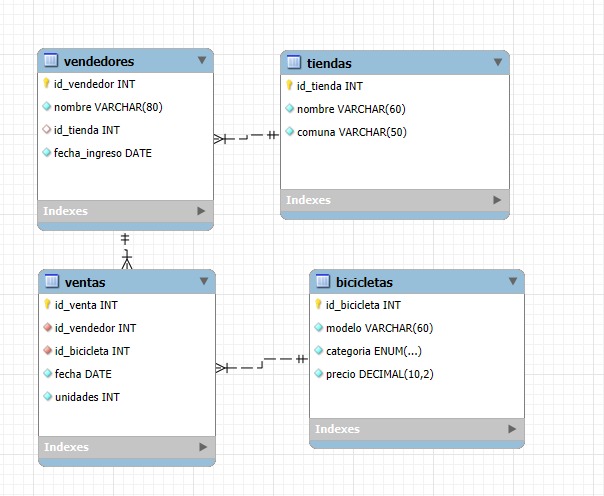 vendedores
id_vendedor INT
nombre VARCHAR(80)
id_tienda INT
fecha_ingreso DATE
Indexes
tiendas
id_tienda INT
nombre VARCHAR(60)
comuna VARCHAR(50)
Indexes
ventas
id_venta INT
id_vendedor INT
id_bicicleta INT
fecha DATE
unidades INT
Indexes
bicicletas
id_bicicleta INT
modelo VARCHAR(60)
categoria ENUM(...)
precio DECIMAL(10,2)
Indexes